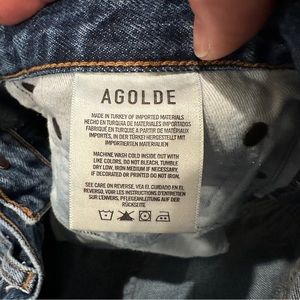 AGOLDE
MADE IN TURKEY OF IMPORTED MATERIALS
HECHO EN TURQUIA DE MATERIALES IMPORTADOS
FABRIQUE EN TURQUIE A PARTIR DE MATÉRIAUX
IMPORTÉS, IN DER TÜRKEI HERGESTELLT MIT
IMPORTIERTEN MATERIALIEN
MACHINE WASH COLD INSIDE OUT WITH
LIKE COLORS, DO NOT BLEACH, TUMBLE
DRY LOW, IRON MEDIUM IF NECESSARY,
IF DECORATED OR PRINTED DO NOT IRON.
SEE CARE ON REVERSE. VEA EL CUIDADO EN EL
REVERSO. VOIR LES INSTRUCTIONS D'ENTRETIEN
SUR L'ENVERS, PFLEGEANLEITUNG AUF DER
RÜCKSEITE